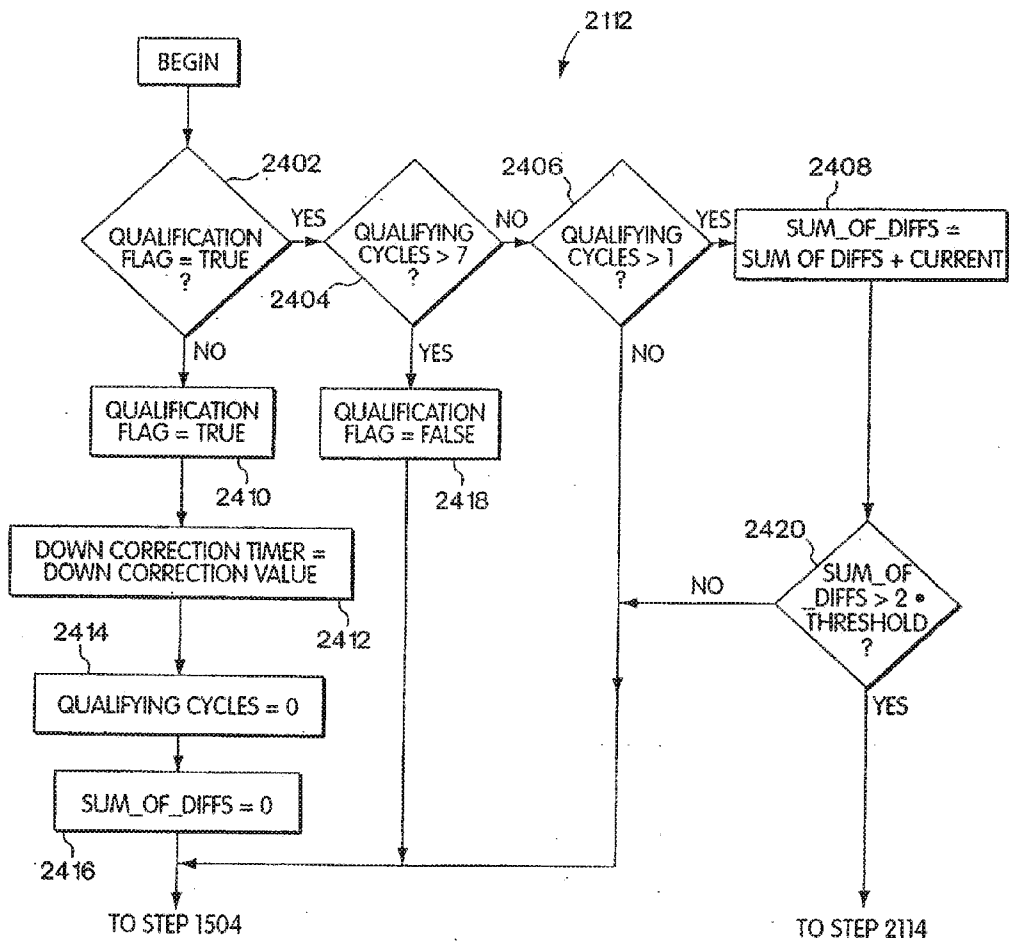 2112
BEGIN
2402
QUALIFICATION
FLAG = TRUE
?
YES
NO
2404
QUALIFYING
CYCLES > 7
?
NO
YES
2406
QUALIFYING
CYCLES > 1
?
YES
NO
2408
SUM_OF_DIFFS =
SUM OF DIFFS + CURRENT
QUALIFICATION
FLAG = TRUE
2410
QUALIFICATION
FLAG = FALSE
2418
DOWN CORRECTION TIMER =
DOWN CORRECTION VALUE
2412
2420
SUM_OF
_DIFFS > 2 •
THRESHOLD
?
NO
YES
2414
QUALIFYING CYCLES = 0
SUM_OF_DIFFS = 0
2416
TO STEP 1504
TO STEP 2114